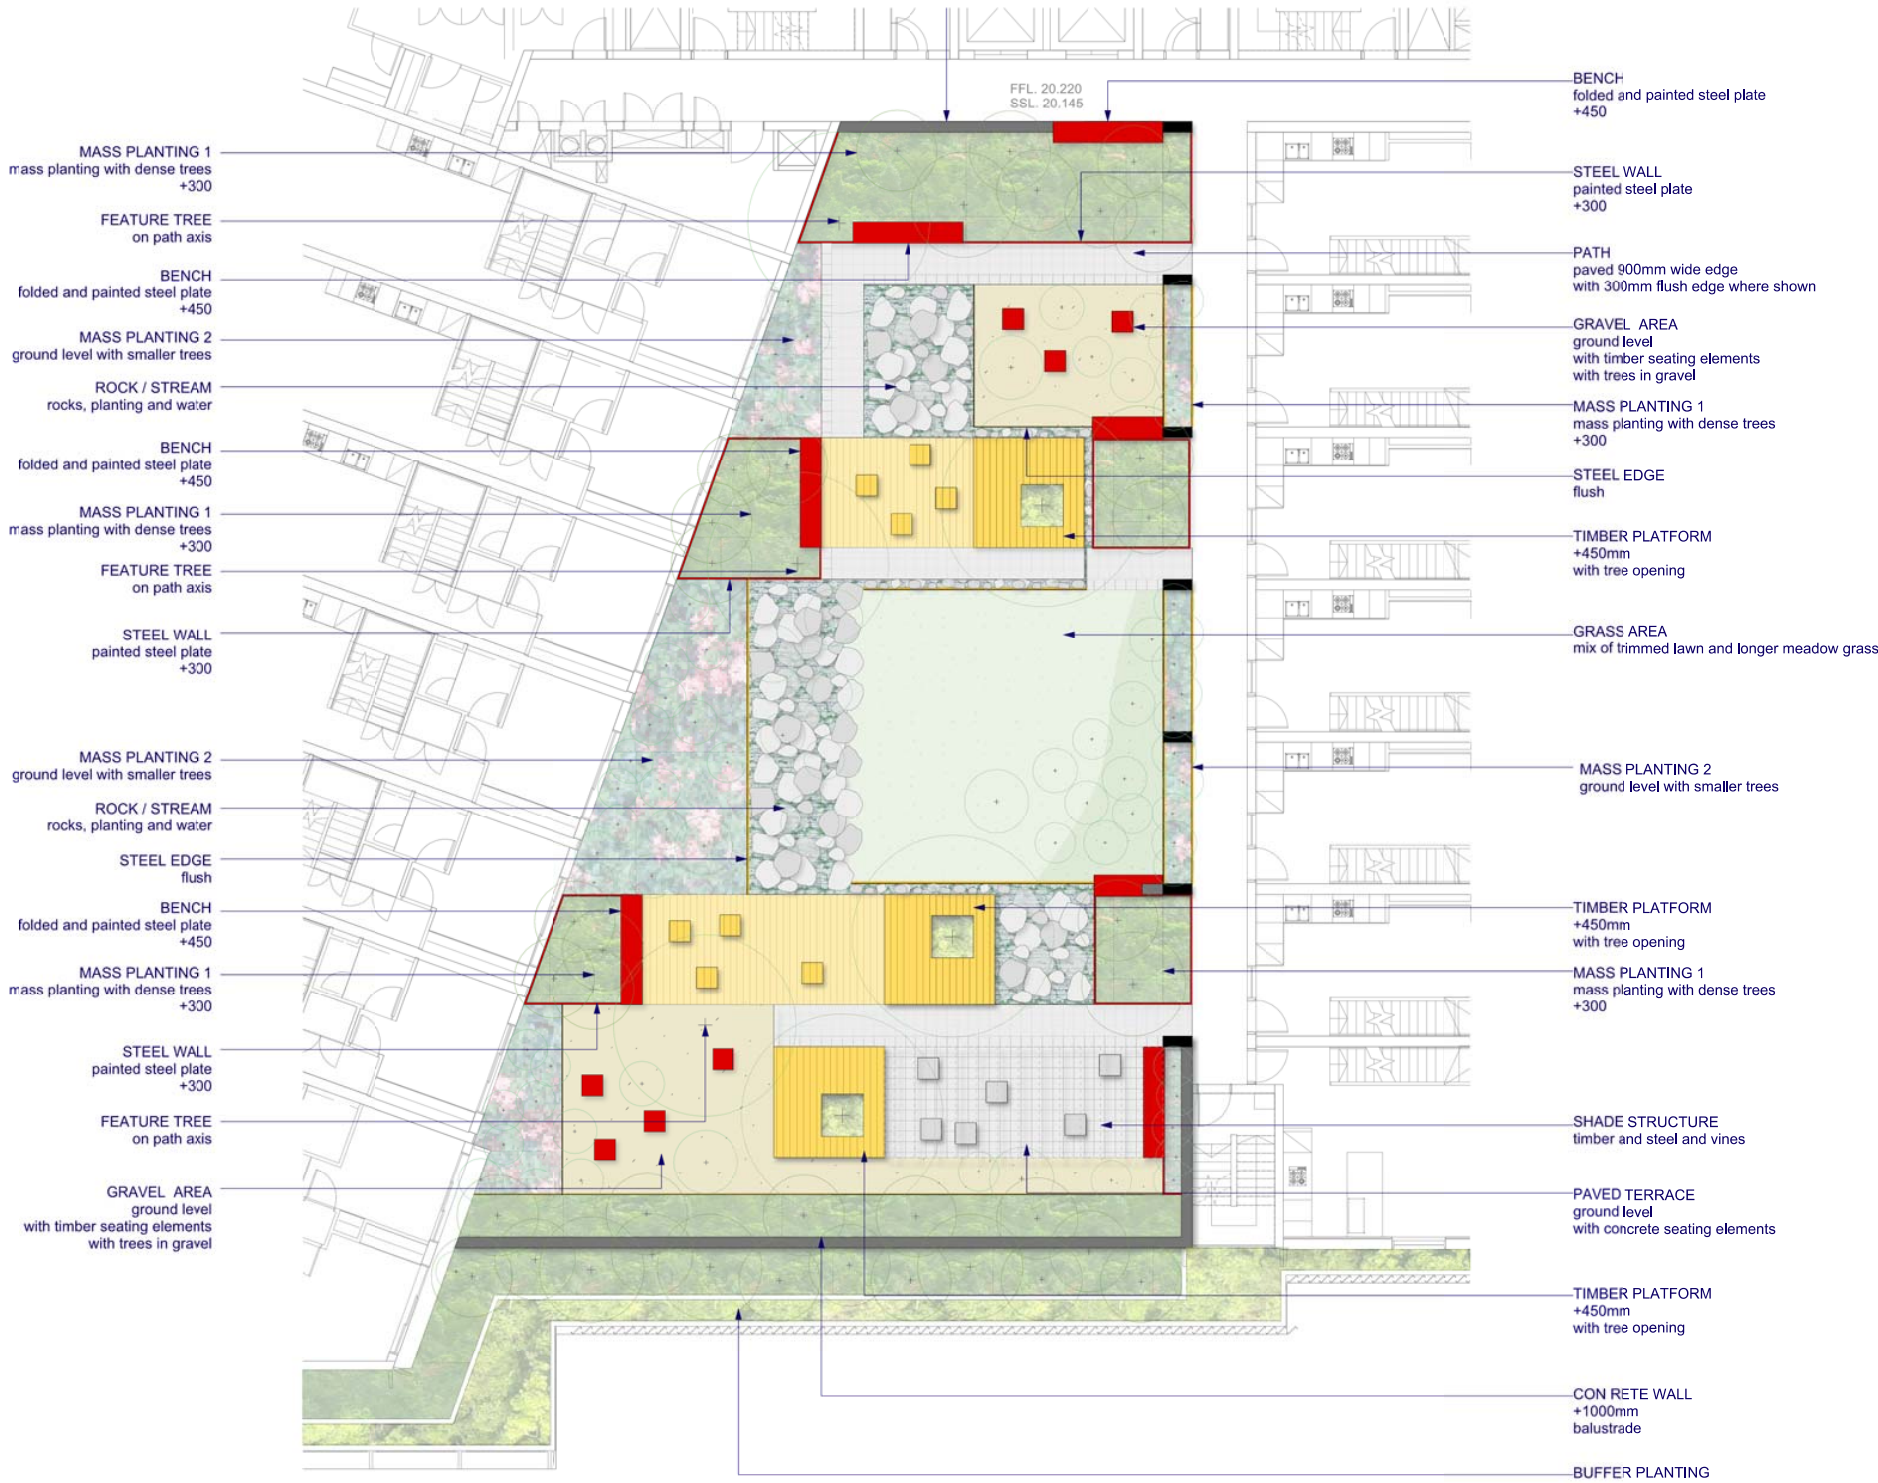 FFL. 20.220
SSL. 20.145
MASS PLANTING 1
mass planting with dense trees
+300
FEATURE TREE
on path axis
BENCH
folded and painted steel plate
+450
MASS PLANTING 2
ground level with smaller trees
ROCK / STREAM
rocks, planting and water
BENCH
folded and painted steel plate
+450
MASS PLANTING 1
mass planting with dense trees
+300
FEATURE TREE
on path axis
STEEL WALL
painted steel plate
+300
MASS PLANTING 2
ground level with smaller trees
ROCK / STREAM
rocks, planting and water
STEEL EDGE
flush
BENCH
folded and painted steel plate
+450
MASS PLANTING 1
mass planting with dense trees
+300
STEEL WALL
painted steel plate
+300
FEATURE TREE
on path axis
GRAVEL AREA
ground level
with timber seating elements
with trees in gravel
BENCH
folded and painted steel plate
+450
STEEL WALL
painted steel plate
+300
PATH
paved 900mm wide edge
with 300mm flush edge where shown
GRAVEL AREA
ground level
with timber seating elements
with trees in gravel
MASS PLANTING 1
mass planting with dense trees
+300
STEEL EDGE
flush
TIMBER PLATFORM
+450mm
with tree opening
GRASS AREA
mix of trimmed lawn and longer meadow grass
MASS PLANTING 2
ground level with smaller trees
TIMBER PLATFORM
+450mm
with tree opening
MASS PLANTING 1
mass planting with dense trees
+300
SHADE STRUCTURE
timber and steel and vines
PAVED TERRACE
ground level
with concrete seating elements
TIMBER PLATFORM
+450mm
with tree opening
CON RETE WALL
+1000mm
balustrade
BUFFER PLANTING